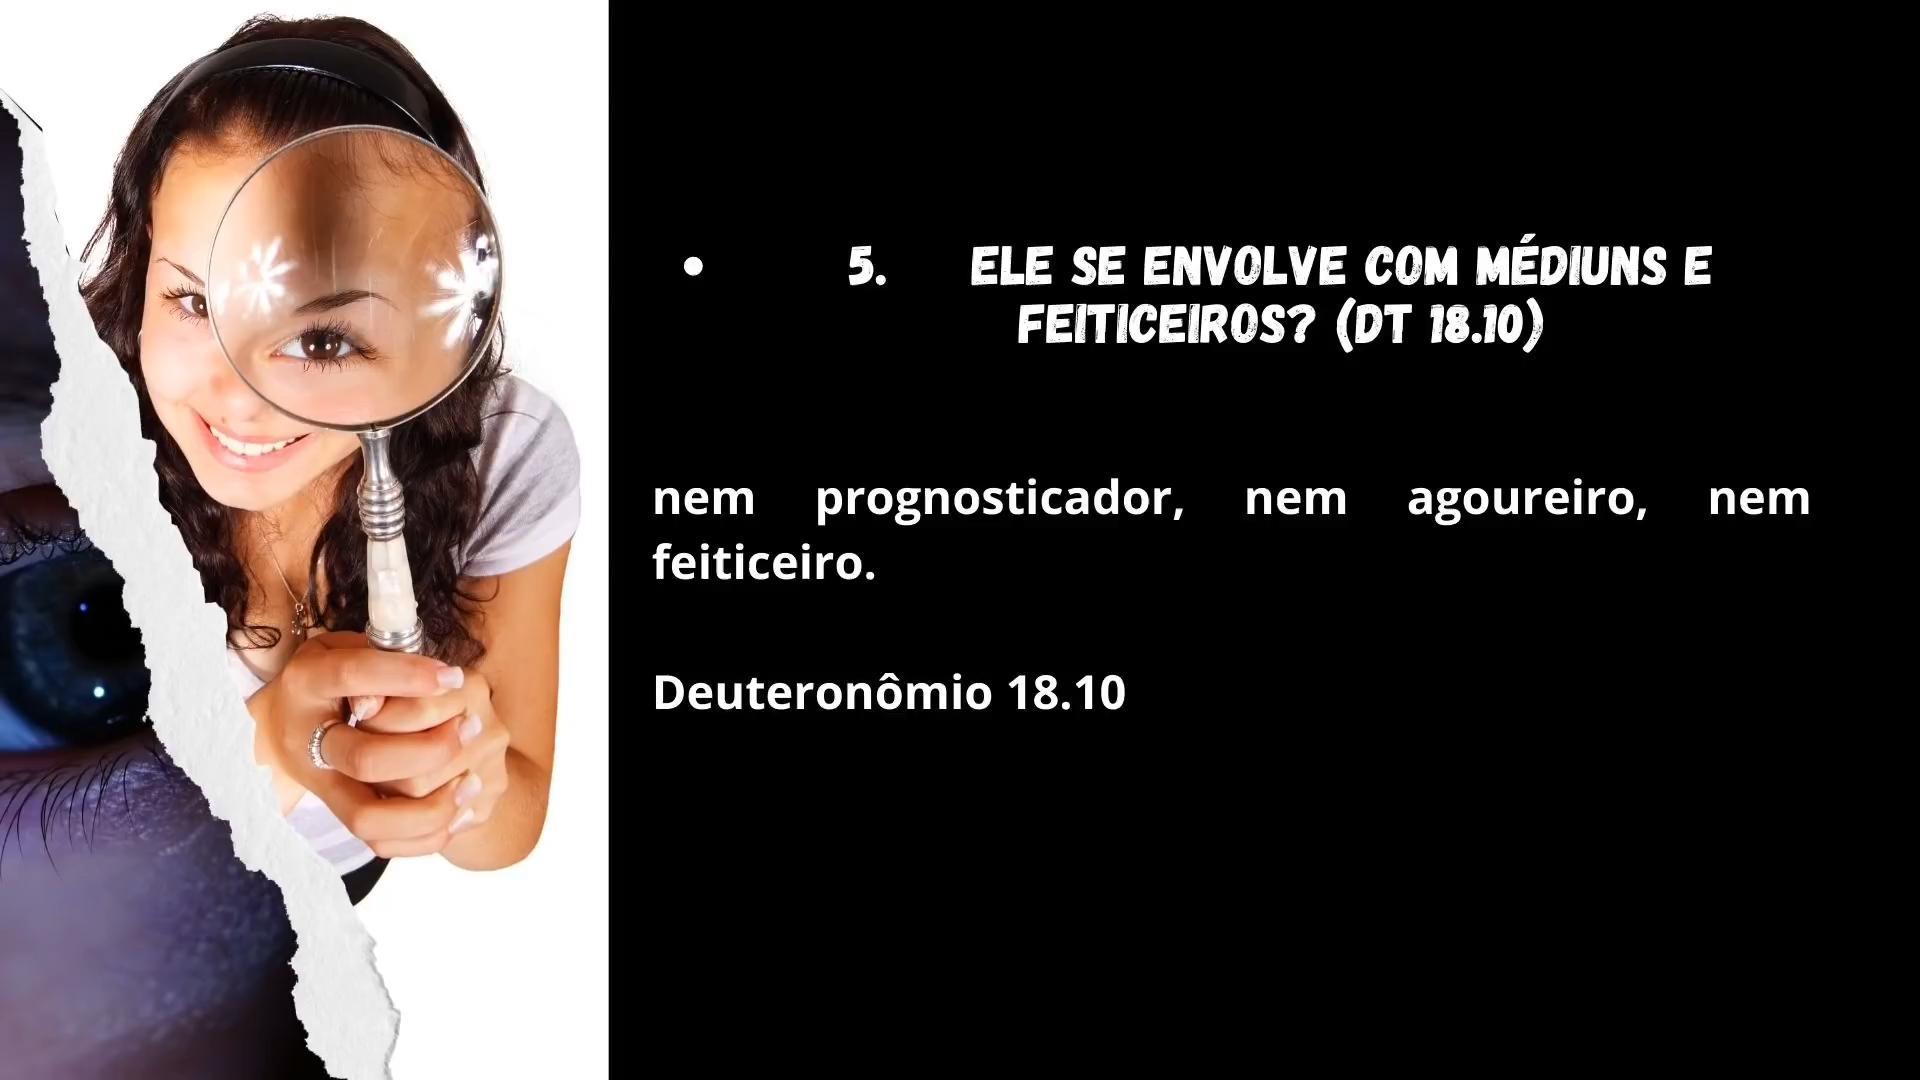 • 5. ELE SE ENVOLVE COM MÉDIUNS E
FEITICEIROS? (DT 18.10)
nem prognosticador, nem agoureiro, nem
feiticeiro.
Deuteronômio 18.10